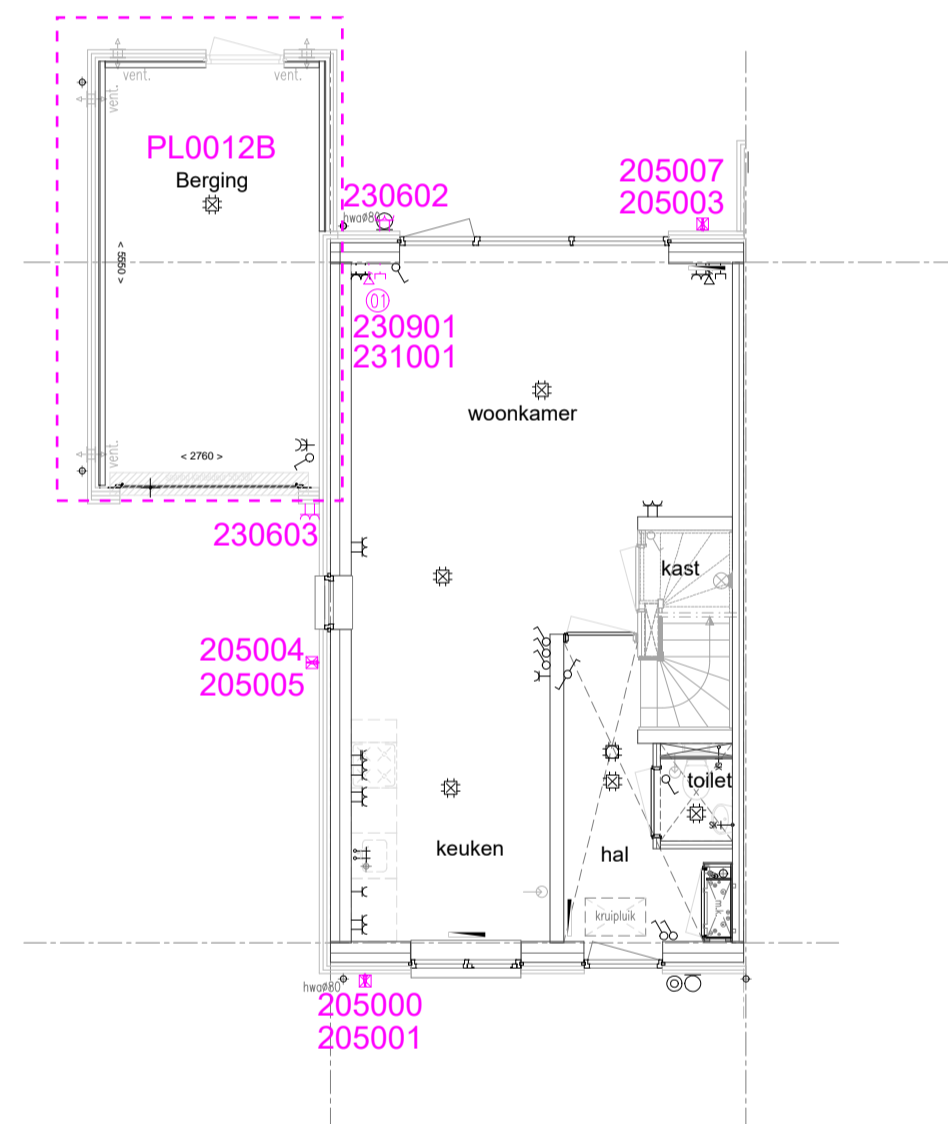 vent.
vent.
vent.
PL0012B
Berging
< 5550 >
230602
hwaø80
205007
205003
01
230901
231001
woonkamer
vent.
< 2760 >
230603
kast
205004
205005
toilet
keuken
hal
kruipluik
m.k.
hwaø80
205000
205001